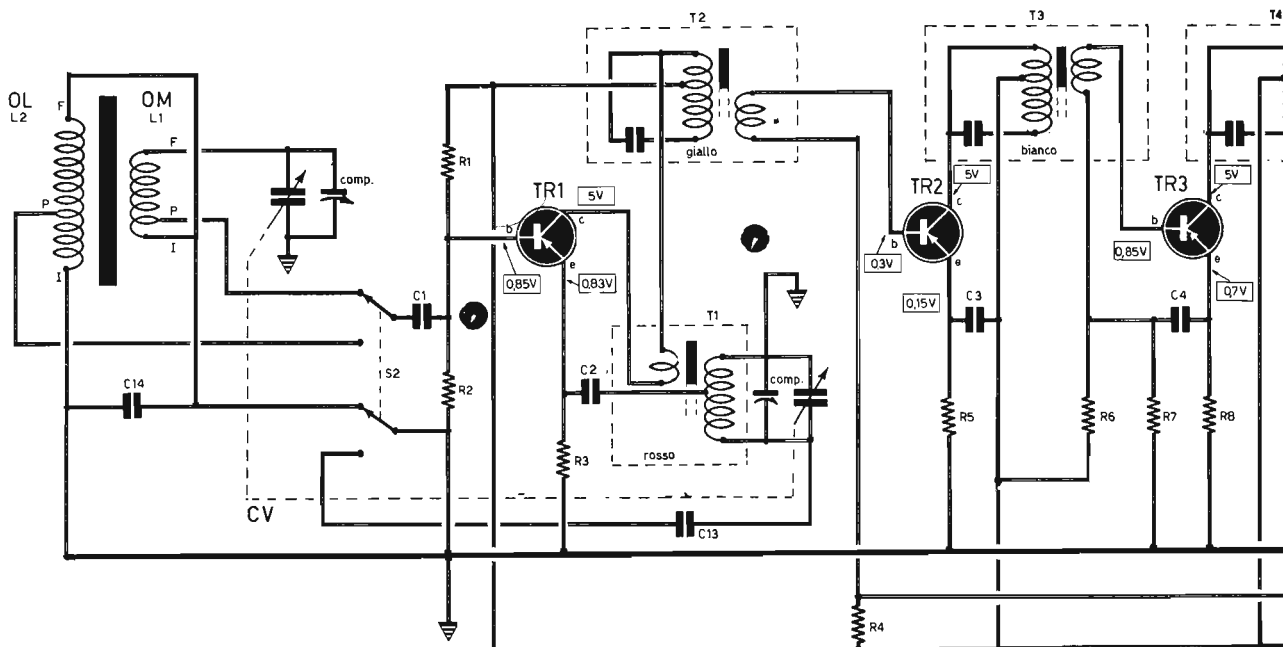 T2
T3
T4
OL
L2
OM
L1
F
F
P
P
I
I
comp.
R1
giallo
bianco
TR1
5V
b
c
e
0,85V
0,83V
TR2
5V
c
b
e
0,3V
0,15V
TR3
5V
c
b
e
0,85V
0,7V
C1
C3
C4
T1
C2
comp.
C14
S2
R2
R3
rosso
R5
R6
R7
R8
CV
C13
R4